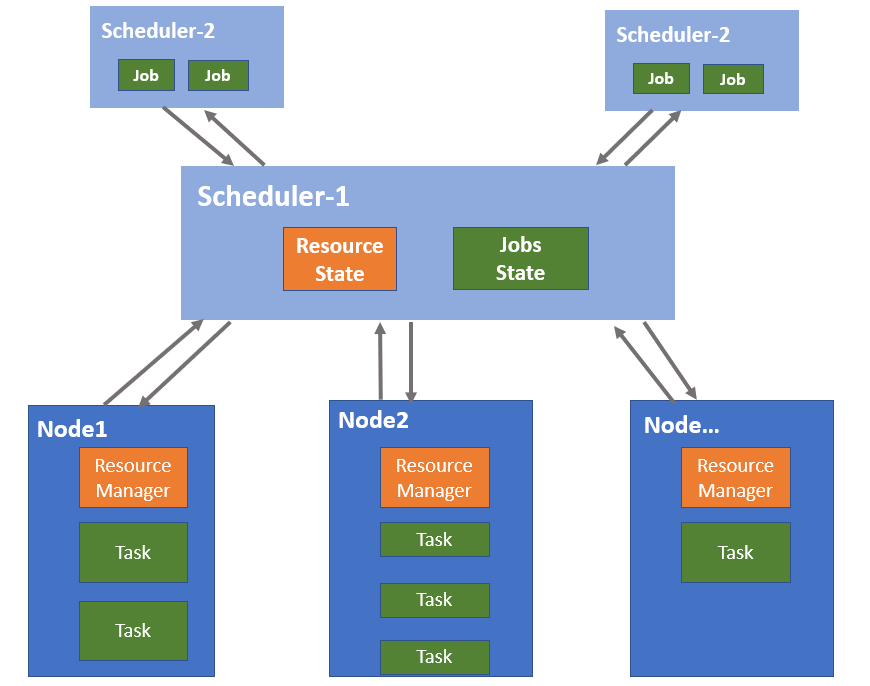 Scheduler-2
Job
Job
Scheduler-2
Job
Job
Scheduler-1
Resource
State
Jobs
State
Node1
Resource
Manager
Task
Task
Node2
Resource
Manager
Task
Task
Task
Node...
Resource
Manager
Task